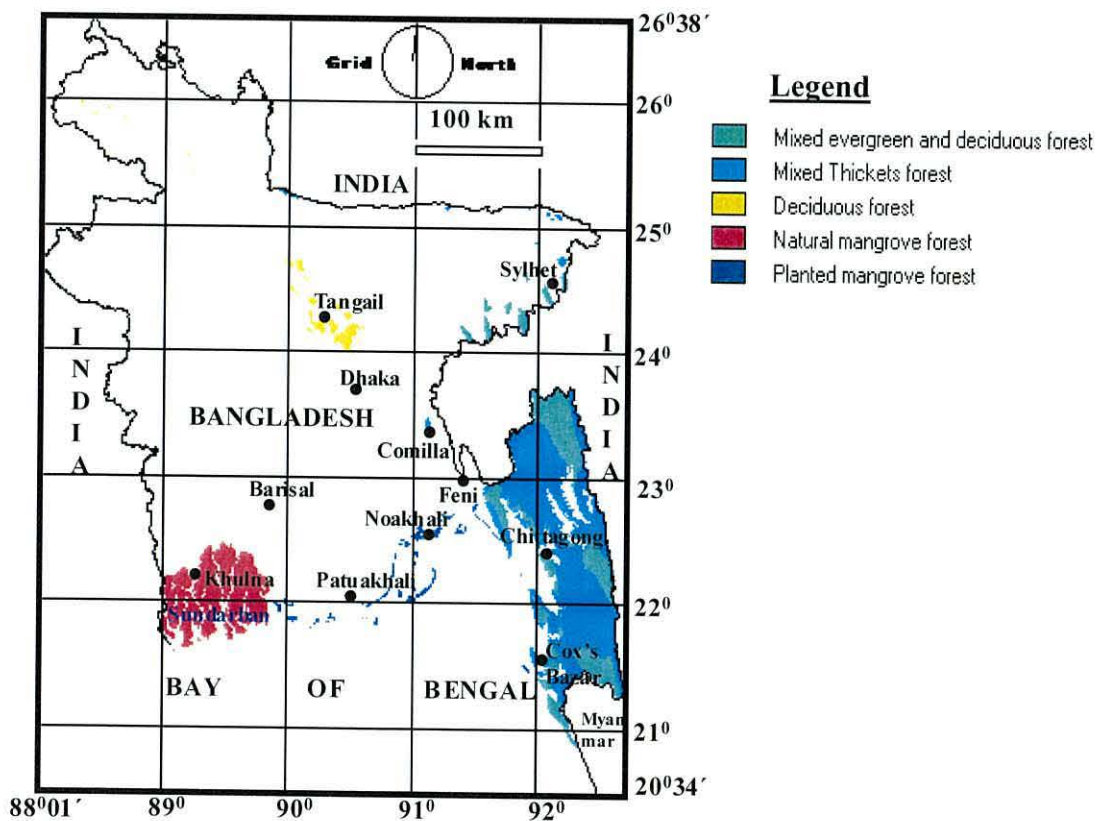 26⁰38´
Grid North
26⁰
100 km
INDIA
25⁰
Sylhet
Tangail
24⁰
Dhaka
BANGLADESH
Comilla
INDIA
INDIA
23⁰
Barisal
Feni
Noakhali
Chittagong
Khulna
Patuakhali
22⁰
Sundarban
Cox's
Bazar
BAY OF BENGAL
Myan
mar
21⁰
20⁰34´
88⁰01´ 89⁰ 90⁰ 91⁰ 92⁰
Legend
Mixed evergreen and deciduous forest
Mixed Thickets forest
Deciduous forest
Natural mangrove forest
Planted mangrove forest